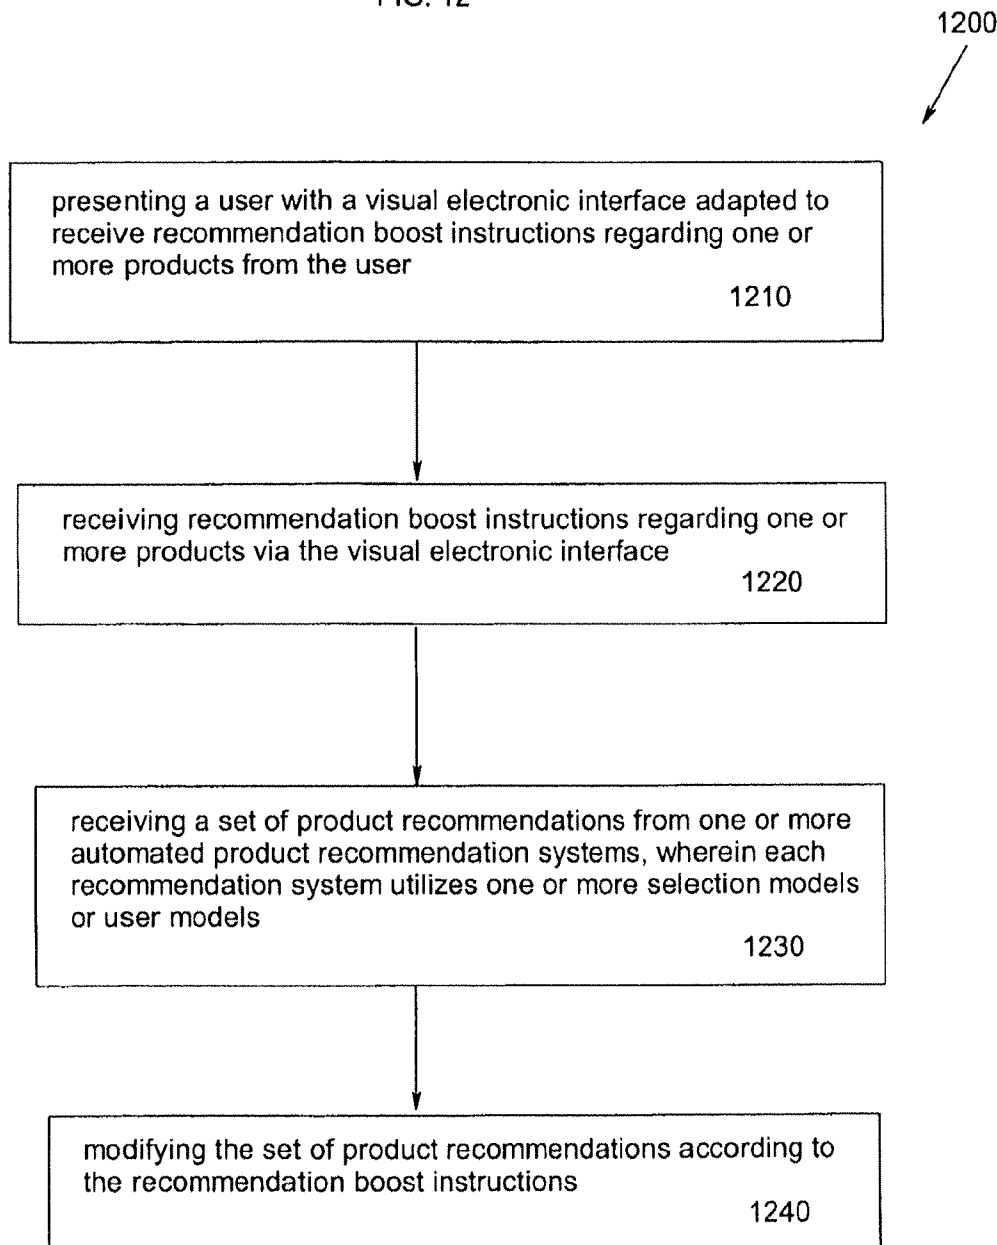 FIG. 12
1200
presenting a user with a visual electronic interface adapted to
receive recommendation boost instructions regarding one or
more products from the user
1210
receiving recommendation boost instructions regarding one or
more products via the visual electronic interface
1220
receiving a set of product recommendations from one or more
automated product recommendation systems, wherein each
recommendation system utilizes one or more selection models
or user models
1230
modifying the set of product recommendations according to
the recommendation boost instructions
1240